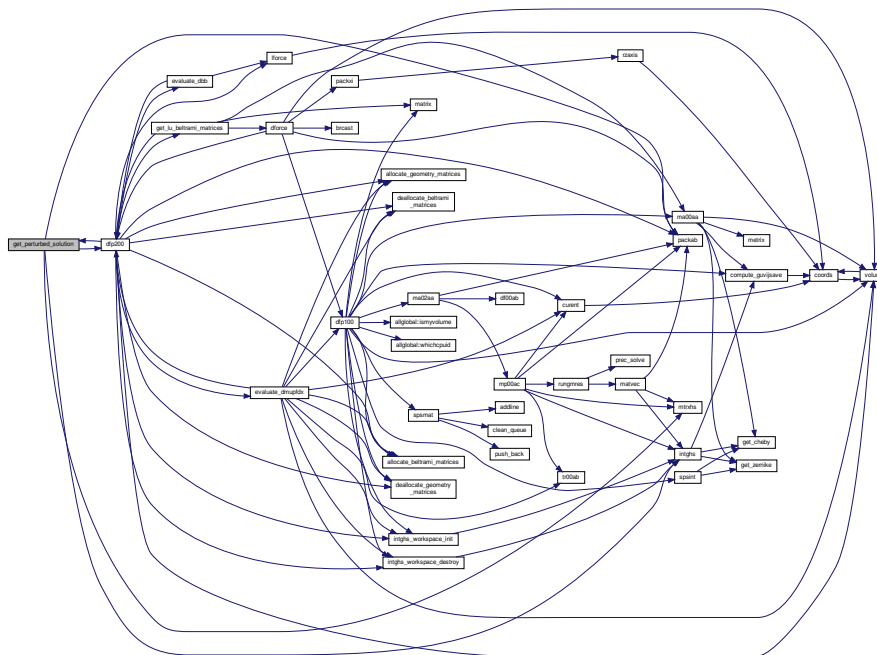 lforce
rzaxis
evaluate_dbb
packxi
matrix
get_lu_beltrami_matrices
dforce
brcast
allocate_geometry_matrices
deallocate_beltrami
_matrices
ma00aa
get_perturbed_solution
dfp200
packab
matrix
compute_guvijsave
coords
volu
ma02aa
df00ab
curent
dfp100
allglobal::ismyvolume
allglobal::whichcpuid
prec_solve
evaluate_dmupfdx
mp00ac
rungmres
matvec
spsmat
addline
mtrxhs
clean_queue
get_cheby
push_back
intghs
allocate_beltrami_matrices
get_zernike
tr00ab
spsint
deallocate_geometry
_matrices
intghs_workspace_init
intghs_workspace_destroy